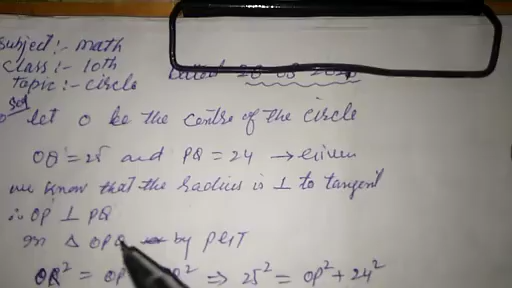 Subject:- math
Class:- 10th
Topic:- circle
Sol
let O be the centre of the circle
OQ = 25 and PQ = 24 → Given
we know that the radius is ⊥ to tangent
∴ OP ⊥ PQ
in Δ OPQ by PGT
OQ² = OP ² ⇒ 25² = OP² + 24²